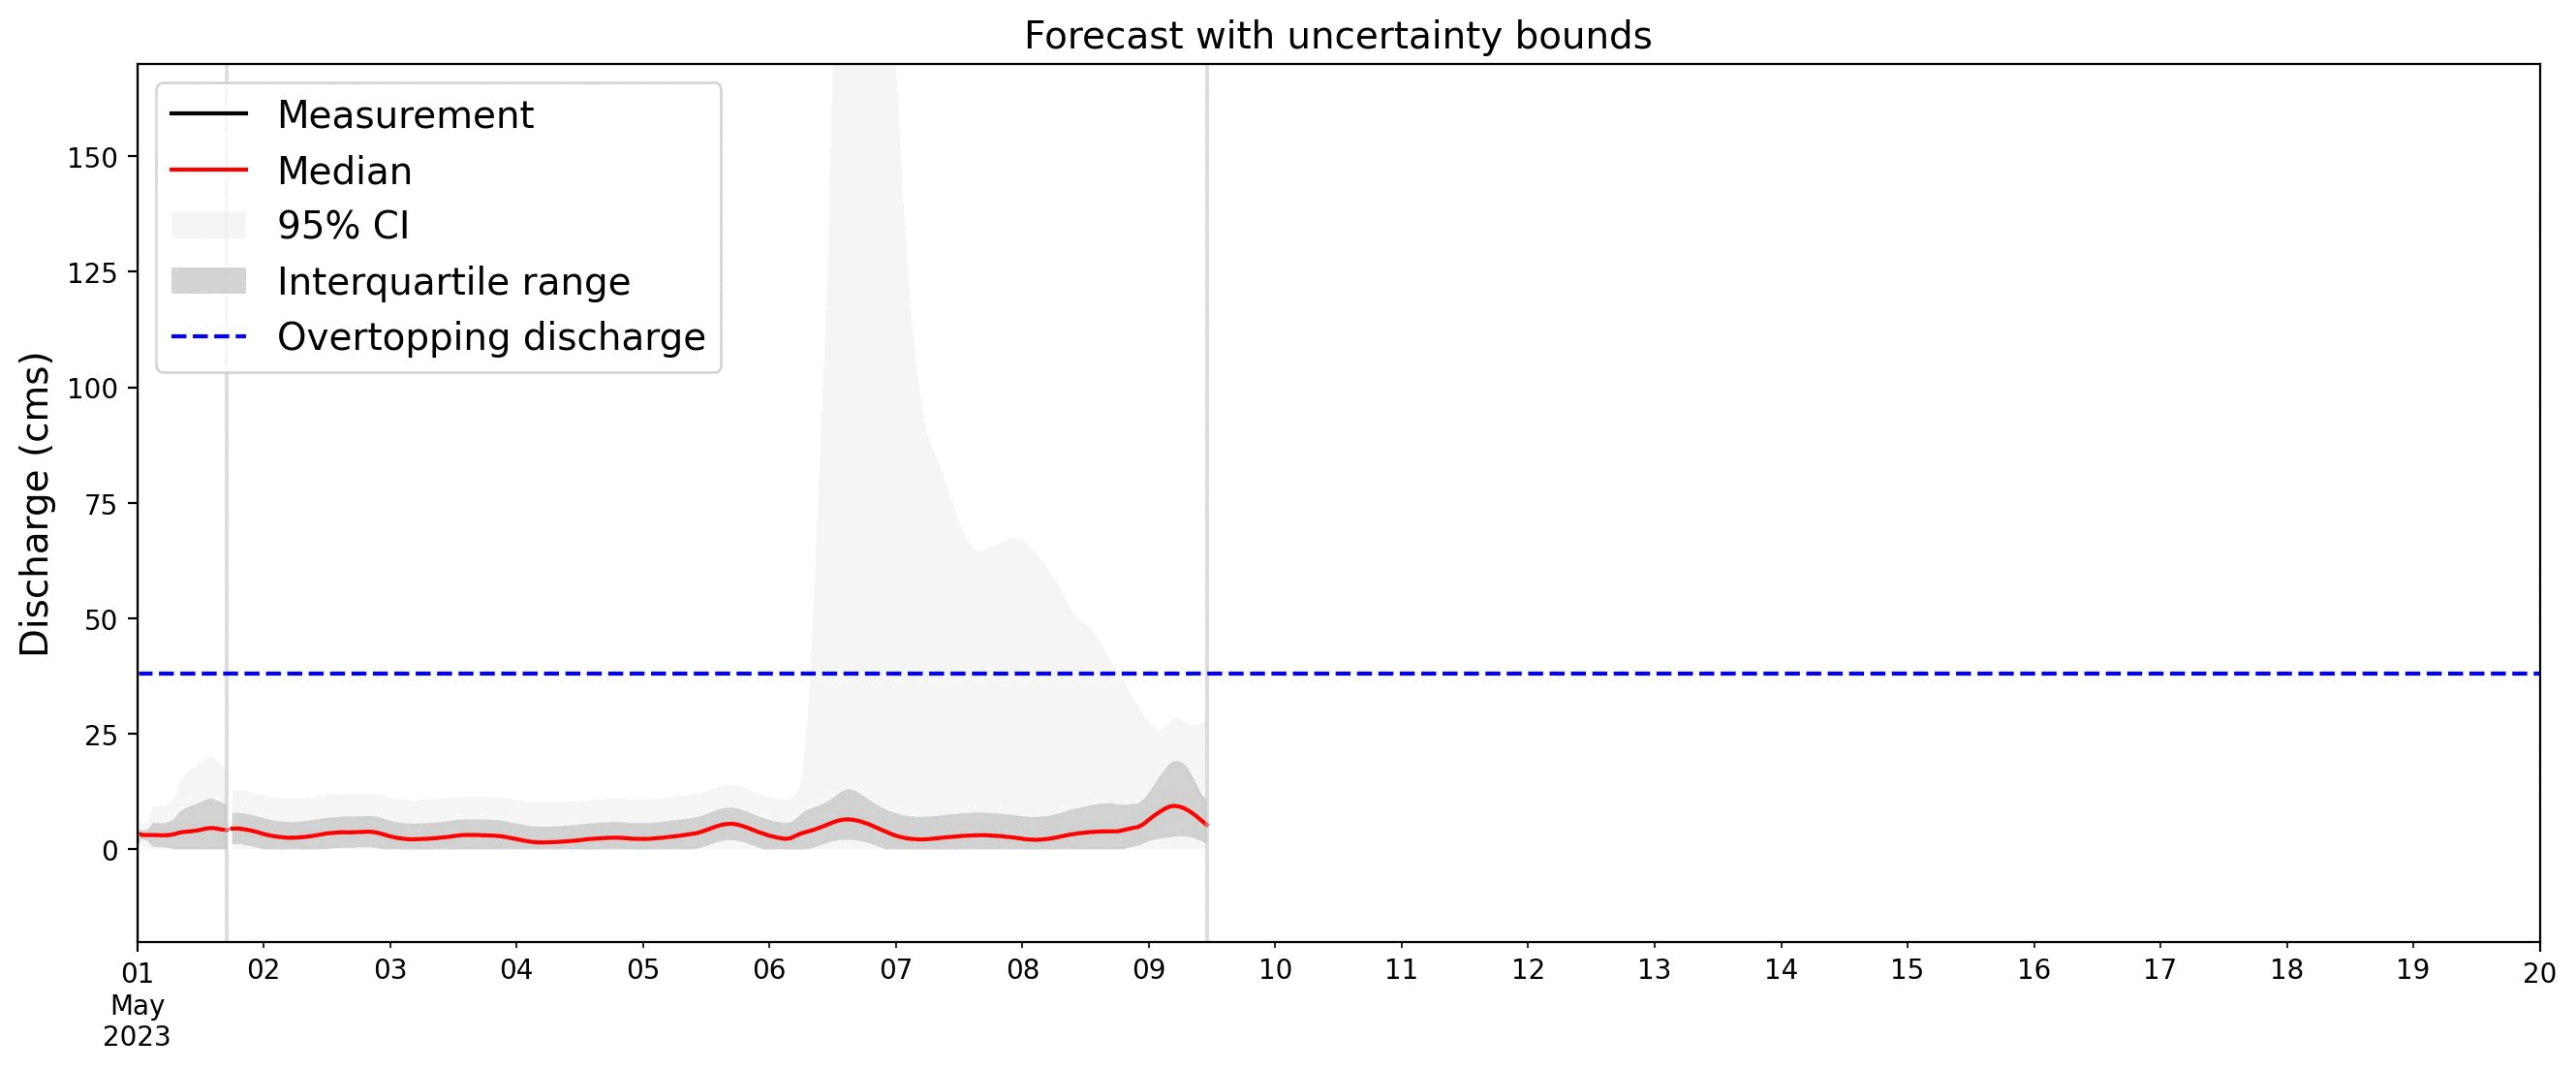 Forecast with uncertainty bounds
Measurement
Median
95% CI
Interquartile range
Overtopping discharge
Discharge (cms)
150
125
100
75
50
25
0
01 02 03 04 05 06 07 08 09 10 11 12 13 14 15 16 17 18 19 20
May
2023